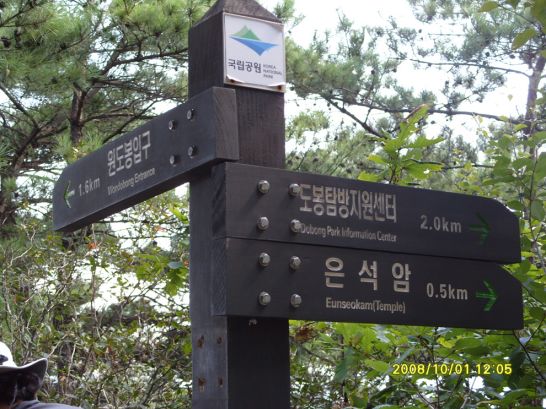 국립공원
KOREA
NATIONAL
PARK
원도봉입구
1.6km
Wondobong Entrance
도봉탐방지원센터
2.0km
Dobong Park Information Center
은석암
0.5km
Eunseokam(Temple)
2008/10/01 12:05